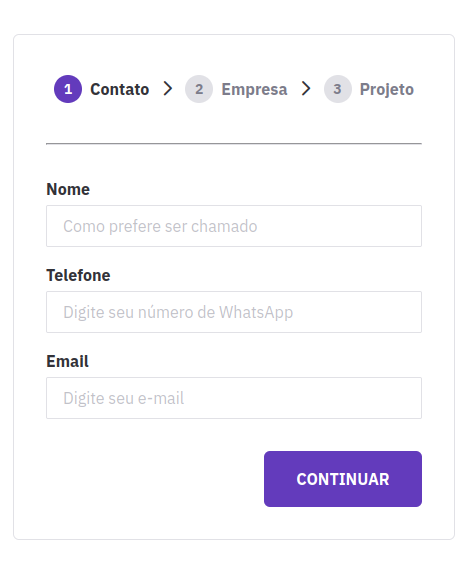 1 Contato > 2 Empresa > 3 Projeto
Nome
Como prefere ser chamado
Telefone
Digite seu número de WhatsApp
Email
Digite seu e-mail
CONTINUAR